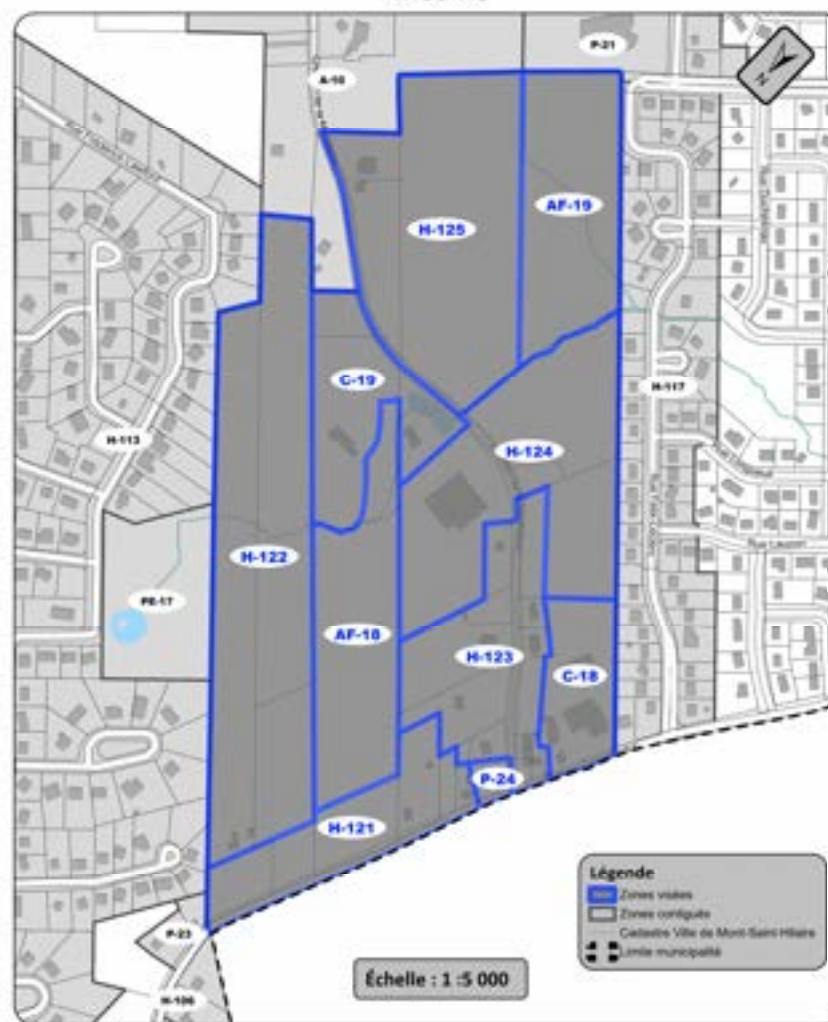 P-21
A-10
N
AF-19
H-125
C-19
H-117
H-113
H-124
H-122
PE-17
AF-18
H-123
C-18
P-24
H-121
P-23
H-106
Légende
Zones visées
Zones contiguës
Cadastre Ville de Mont-Saint-Hilaire
Limite municipalité
Échelle : 1 :5 000